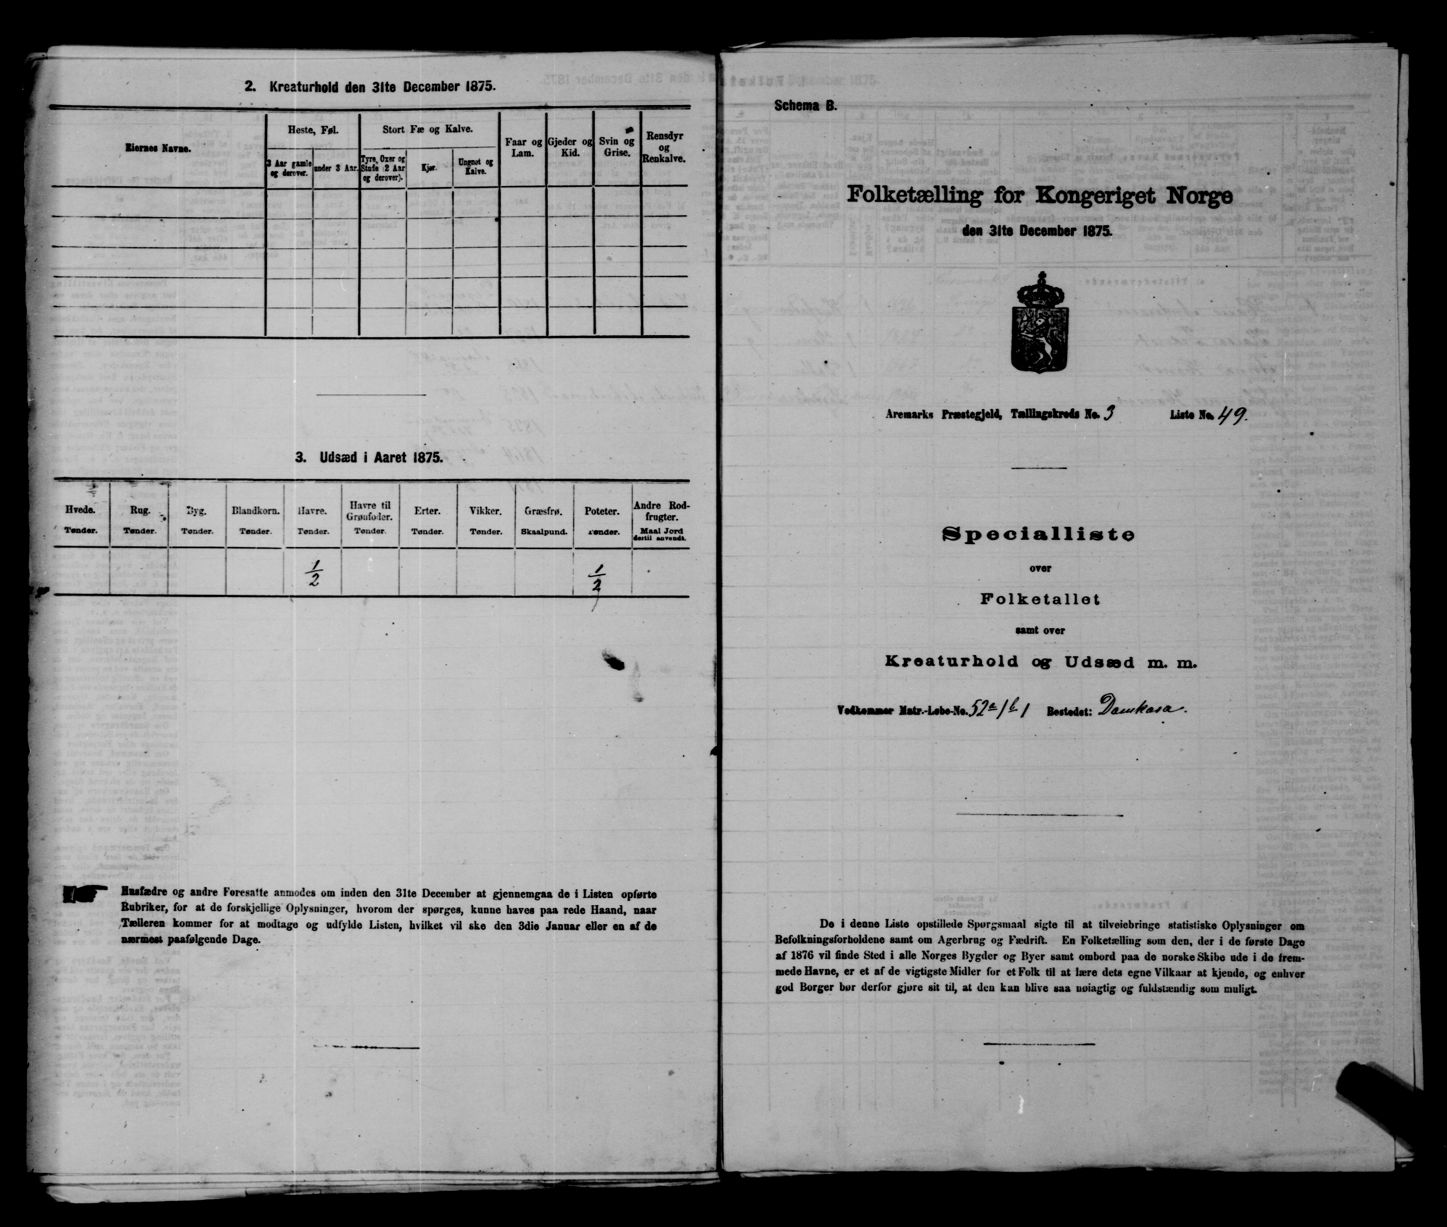 2. Kreaturhold den 31te December 1875.
Eiernes Navne.
Heste, Føl.
3 Aar gamle og derover.
under 3 Aar.
Stort Fæ og Kalve.
Tyre, Oxer og Stude (2 Aar og derover).
Kjør.
Ungnøt og Kalve.
Faar og Lam.
Gjeder og Kid.
Svin og Grise.
Rensdyr og Renkalve.
3. Udsæd i Aaret 1875.
Hvede. Rug. Byg. Blandkorn. Havre. Havre til Grønfoder. Erter. Vikker. Græsfrø. Poteter. Andre Rodfrugter.
Tønder. Tønder. Tønder. Tønder. Tønder. Tønder. Tønder. Tønder. Skaalpund. Tønder. Maal Jord dertil anvendt.
1/2 1/2
Husfædre og andre Foresatte anmodes om inden den 31te December at gjennemgaa de i Listen opførte
Rubriker, for at de forskjellige Oplysninger, hvorom der spørges, kunne haves paa rede Haand, naar
Tælleren kommer for at modtage og udfylde Listen, hvilket vil ske den 3die Januar eller en af de
nærmest paafølgende Dage.
Schema B.
Folketælling for Kongeriget Norge
den 31te December 1875.
Aremarks Præstegjeld, Tællingskreds No. 3 Liste No. 49.
Specialliste
over
Folketallet
samt over
Kreaturhold og Udsæd m. m.
Vedkommer Matr.-Løbe-No. 52a/b1 Bostedet: Damkasa.
De i denne Liste opstillede Spørgsmaal sigte til at tilveiebringe statistiske Oplysninger om
Befolkningsforholdene samt om Agerbrug og Fædrift. En Folketælling som den, der i de første Dage
af 1876 vil finde Sted i alle Norges Bygder og Byer samt ombord paa de norske Skibe ude i de frem-
mede Havne, er et af de vigtigste Midler for et Folk til at lære dets egne Vilkaar at kjende, og enhver
god Borger bør derfor gjøre sit til, at den kan blive saa nøiagtig og fuldstændig som muligt.